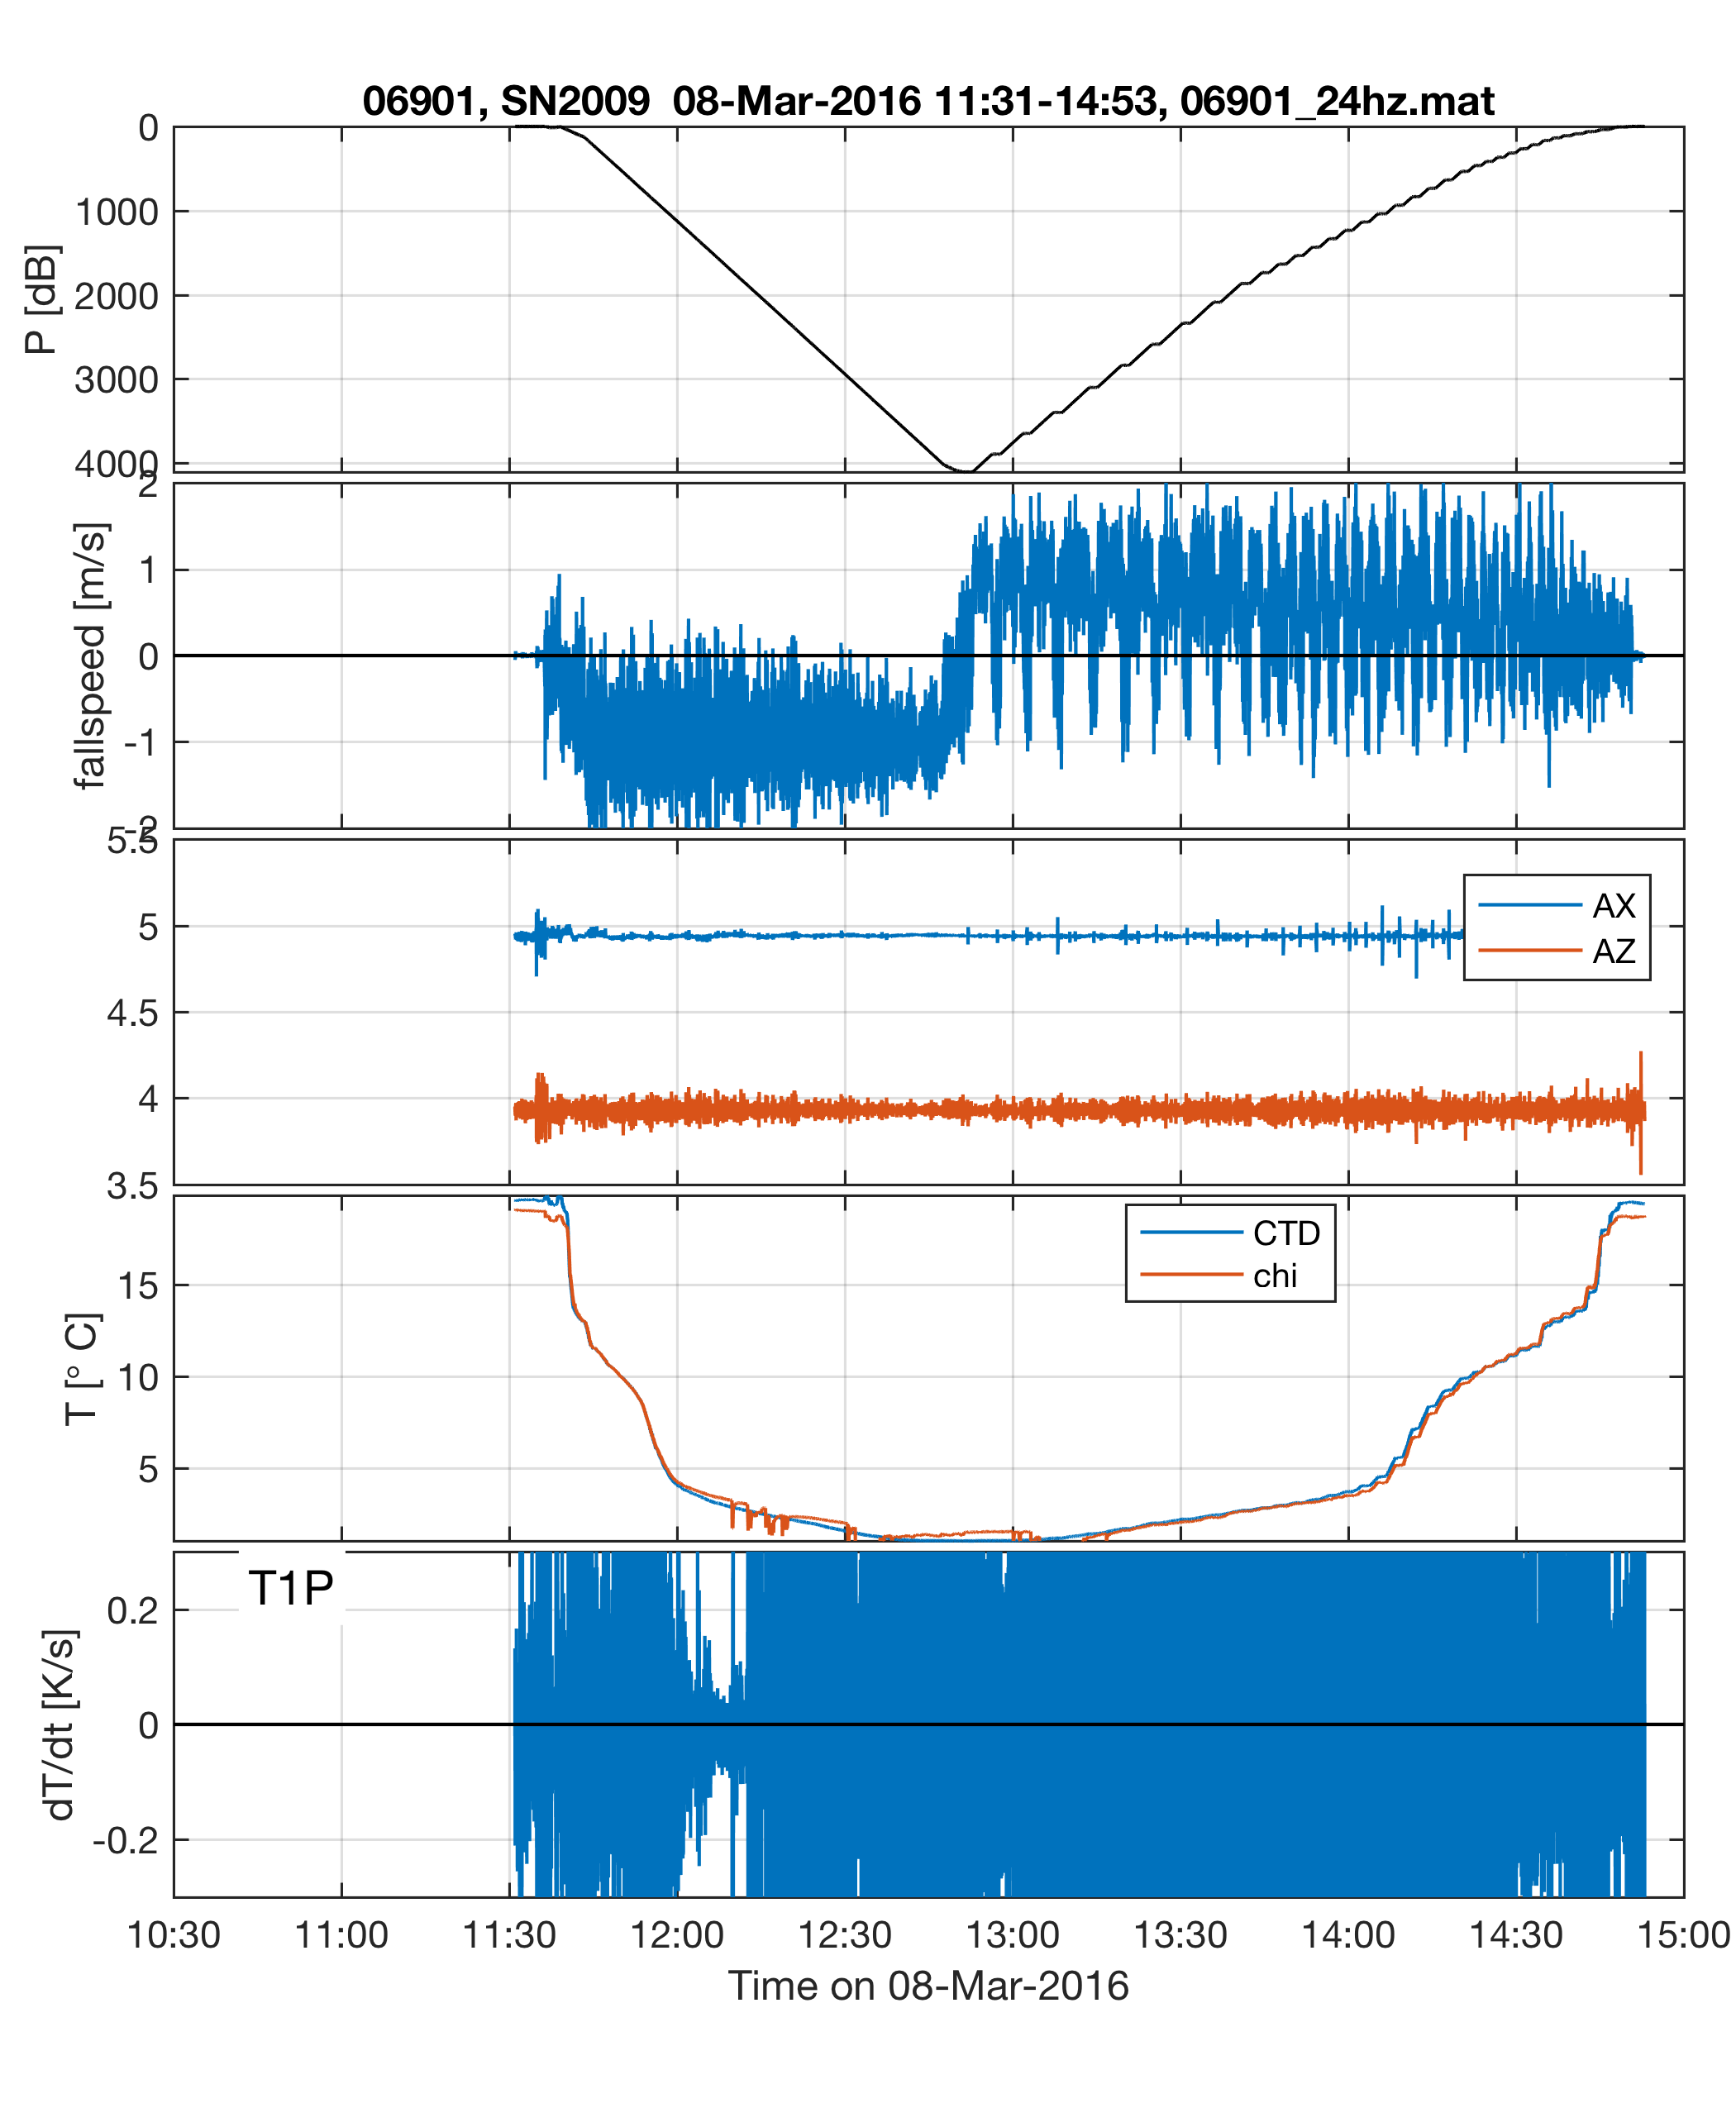 06901, SN2009  08-Mar-2016 11:31-14:53, 06901_24hz.mat
0
1000
2000
3000
4000
P [dB]
2
1
0
-1
-2
fallspeed [m/s]
5.5
5
4.5
4
3.5
AX
AZ
15
10
5
T [° C]
CTD
chi
T1P
0.2
0
-0.2
dT/dt [K/s]
10:30 11:00 11:30 12:00 12:30 13:00 13:30 14:00 14:30 15:00
Time on 08-Mar-2016